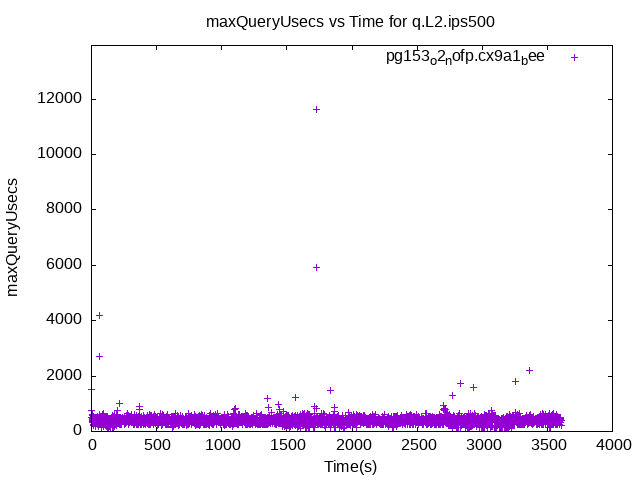 maxQueryUsecs vs Time for q.L2.ips500
pg153o2nofp.cx9a1bee
maxQueryUsecs
12000
10000
8000
6000
4000
2000
0
0 500 1000 1500 2000 2500 3000 3500 4000
Time(s)